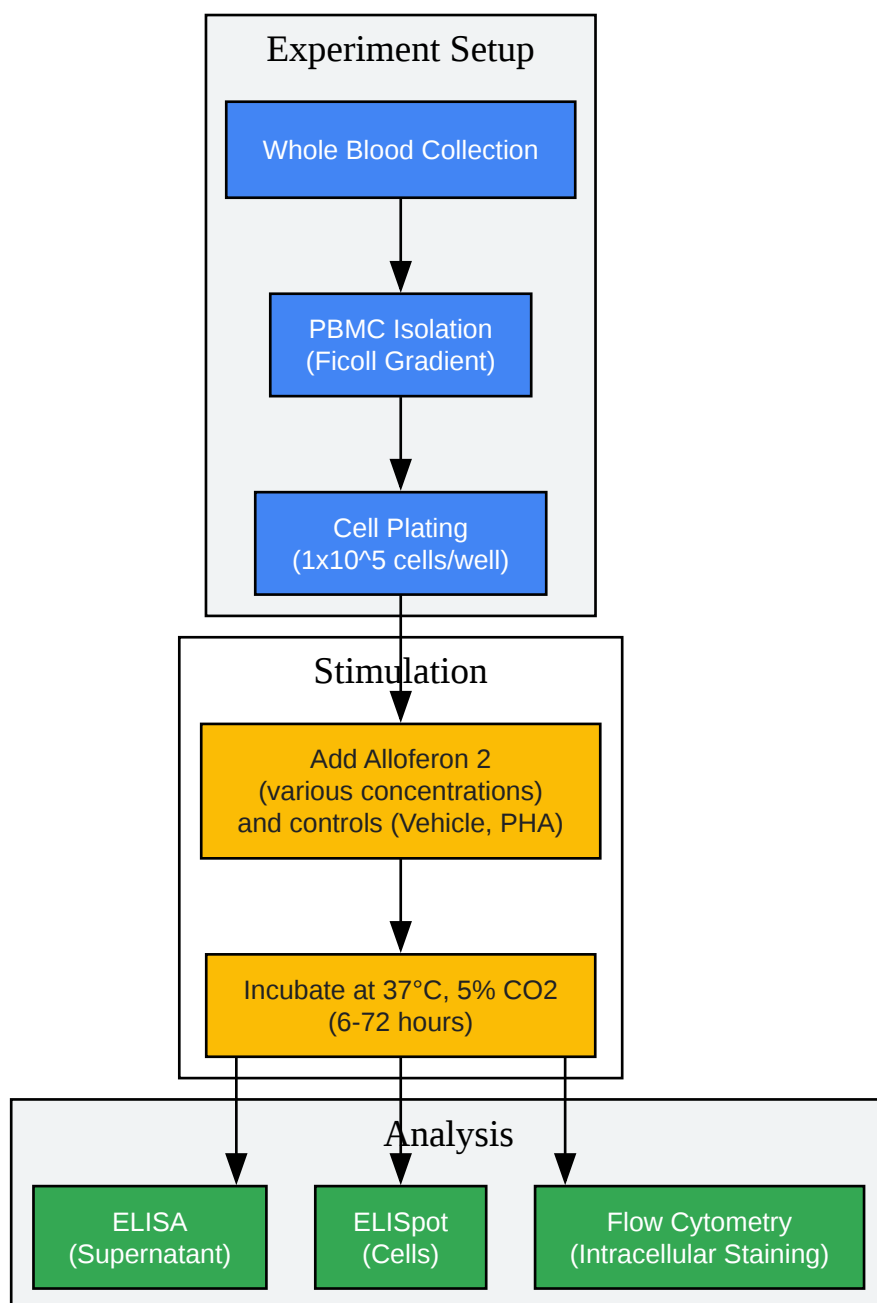 Experiment Setup
Whole Blood Collection
PBMC Isolation
(Ficoll Gradient)
Cell Plating
(1x10^5 cells/well)
Stimulation
Add Alloferon 2
(various concentrations)
and controls (Vehicle, PHA)
Incubate at 37°C, 5% CO2
(6-72 hours)
Analysis
ELISA
(Supernatant)
ELISpot
(Cells)
Flow Cytometry
(Intracellular Staining)